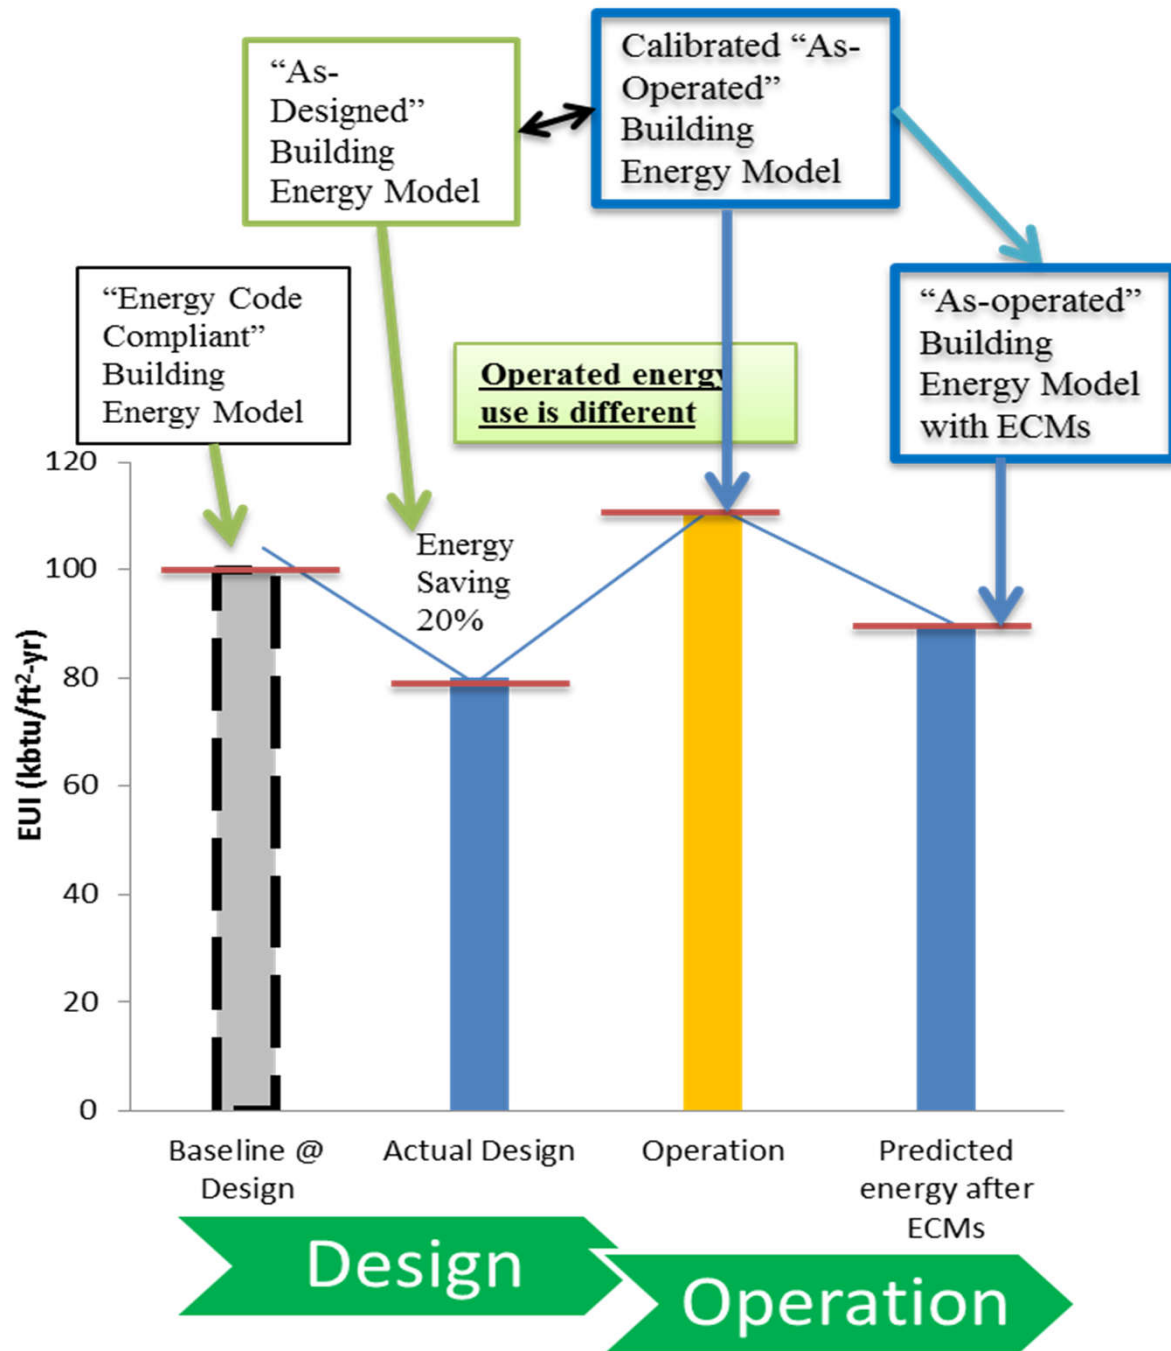 “As-
Designed”
Building
Energy Model
Calibrated “As-
Operated”
Building
Energy Model
“Energy Code
Compliant”
Building
Energy Model
“As-operated”
Building
Energy Model
with ECMs
Operated energy
use is different
Energy
Saving
20%
EUI (kbtu/ft²-yr)
120
100
80
60
40
20
0
Baseline @
Design
Actual Design
Operation
Predicted
energy after
ECMs
Design
Operation